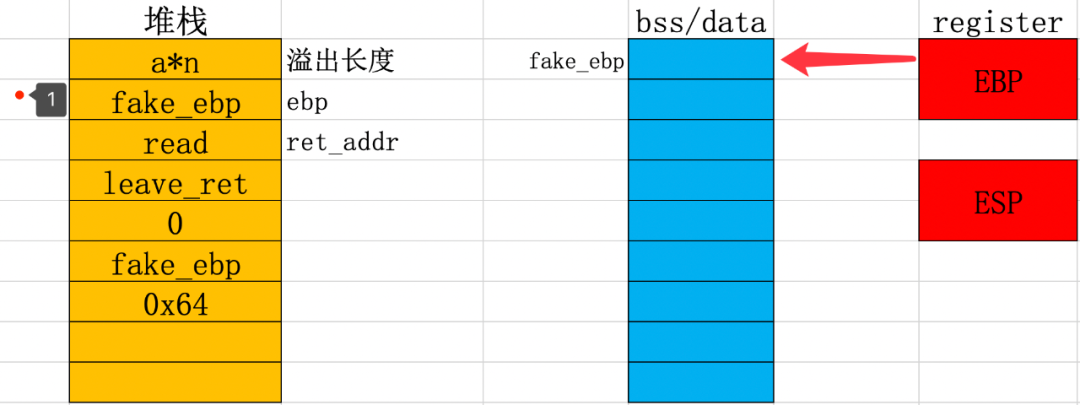 堆栈 bss/data register
a*n 溢出长度 fake_ebp EBP
1 fake_ebp ebp
read ret_addr
leave_ret ESP
0
fake_ebp
0x64